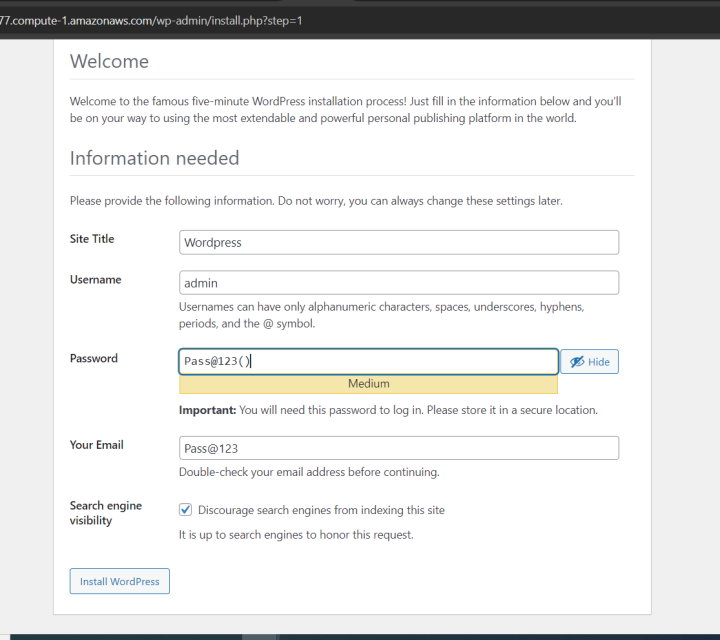 77.compute-1.amazonaws.com/wp-admin/install.php?step=1
Welcome
Welcome to the famous five-minute WordPress installation process! Just fill in the information below and you'll
be on your way to using the most extendable and powerful personal publishing platform in the world.
Information needed
Please provide the following information. Do not worry, you can always change these settings later.
Site Title
Wordpress
Username
admin
Usernames can have only alphanumeric characters, spaces, underscores, hyphens,
periods, and the @ symbol.
Password
Pass@123()
Hide
Medium
Important: You will need this password to log in. Please store it in a secure location.
Your Email
Pass@123
Double-check your email address before continuing.
Search engine
visibility
Discourage search engines from indexing this site
It is up to search engines to honor this request.
Install WordPress